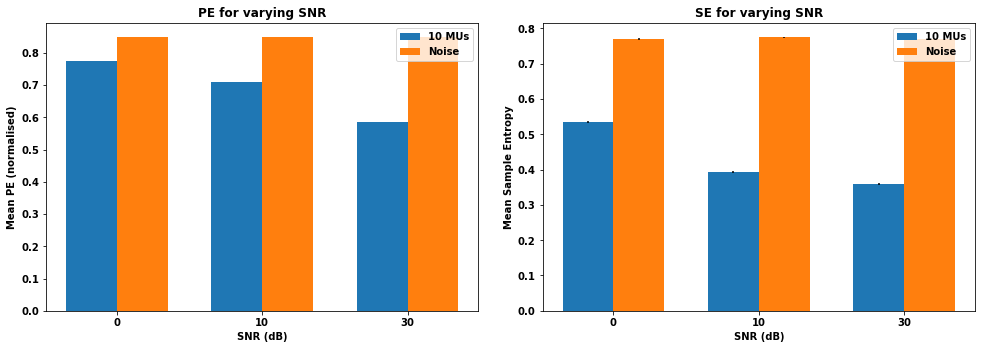 PE for varying SNR
10 MUs
Noise
Mean PE (normalised)
0.8
0.7
0.6
0.5
0.4
0.3
0.2
0.1
0.0
0
10
30
SNR (dB)
SE for varying SNR
10 MUs
Noise
Mean Sample Entropy
0.8
0.7
0.6
0.5
0.4
0.3
0.2
0.1
0.0
0
10
30
SNR (dB)